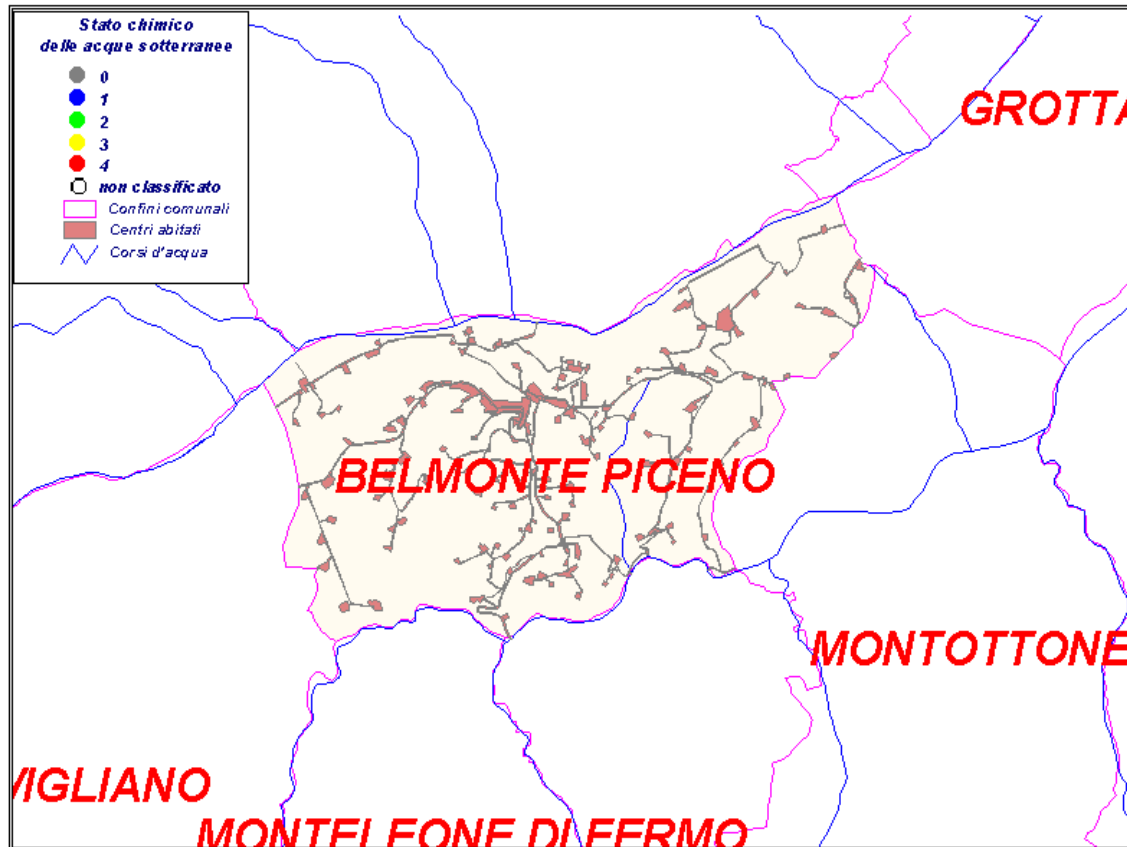 Stato chimico
delle acque sotterranee
0
1
2
3
4
non classificato
Confini comunali
Centri abitati
Corsi d'acqua
GROTTA
BELMONTE PICENO
MONTOTTONE
VIGLIANO
MONTELEONE DI FERMO